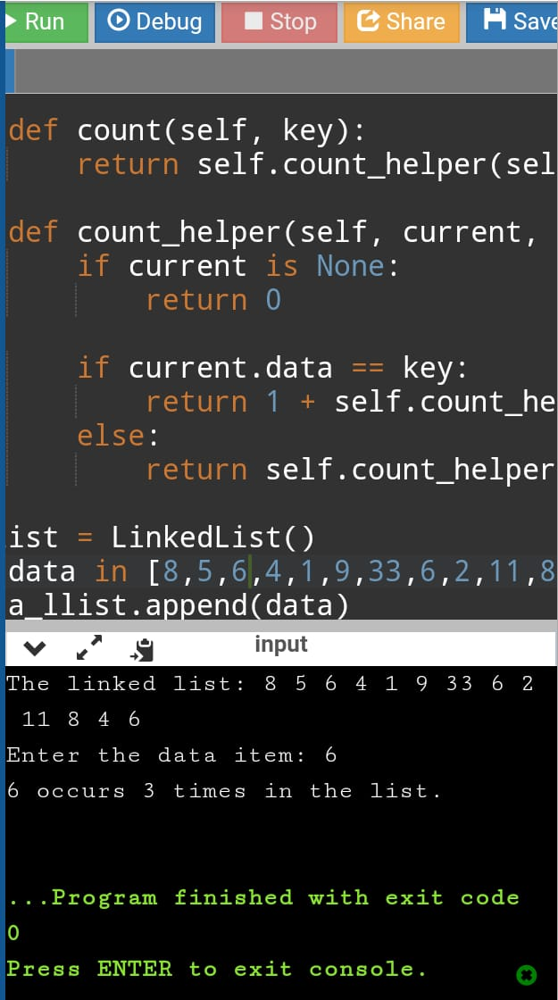 Run Debug Stop Share Save
def count(self, key):
return self.count_helper(sel
def count_helper(self, current,
if current is None:
return 0
if current.data == key:
return 1 + self.count_he
else:
return self.count_helper
ist = LinkedList()
data in [8,5,6,4,1,9,33,6,2,11,8
a_llist.append(data)
input
The linked list: 8 5 6 4 1 9 33 6 2
11 8 4 6
Enter the data item: 6
6 occurs 3 times in the list.
...Program finished with exit code
0
Press ENTER to exit console.